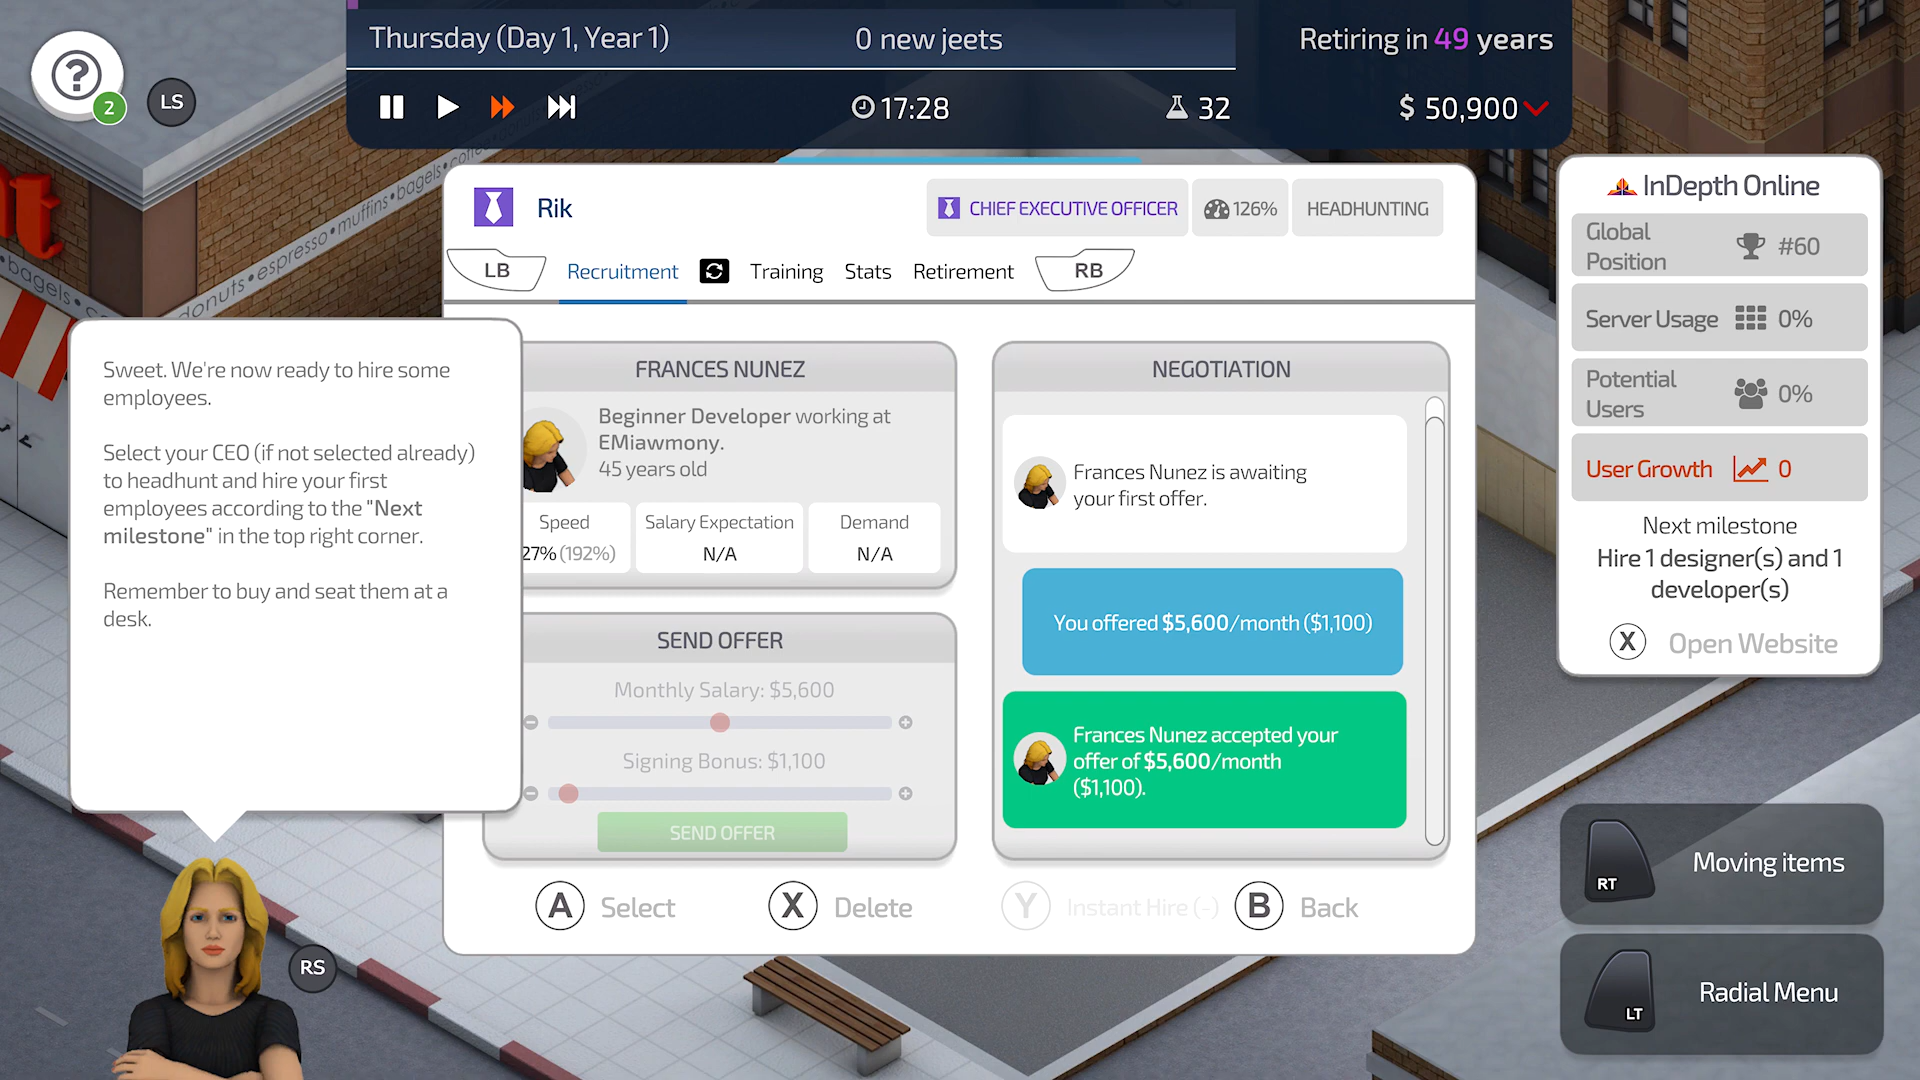 Thursday (Day 1, Year 1)
0 new jeets
Retiring in 49 years
17:28
32
$ 50,900
2
LS
Rik
CHIEF EXECUTIVE OFFICER
126%
HEADHUNTING
LB
Recruitment
Training
Stats
Retirement
RB
Sweet. We're now ready to hire some
employees.
Select your CEO (if not selected already)
to headhunt and hire your first
employees according to the "Next
milestone" in the top right corner.
Remember to buy and seat them at a
desk.
RS
FRANCES NUNEZ
Beginner Developer working at
EMiawmony.
45 years old
Speed
27% (192%)
Salary Expectation
N/A
Demand
N/A
SEND OFFER
Monthly Salary: $5,600
Signing Bonus: $1,100
SEND OFFER
NEGOTIATION
Frances Nunez is awaiting
your first offer.
You offered $5,600/month ($1,100)
Frances Nunez accepted your
offer of $5,600/month
($1,100).
A Select
X Delete
Y Instant Hire (-)
B Back
InDepth Online
Global
Position
#60
Server Usage
0%
Potential
Users
0%
User Growth
0
Next milestone
Hire 1 designer(s) and 1
developer(s)
X Open Website
RT
Moving items
LT
Radial Menu
bagels • coffee
donuts • espresso • muffins • bagels
bagels